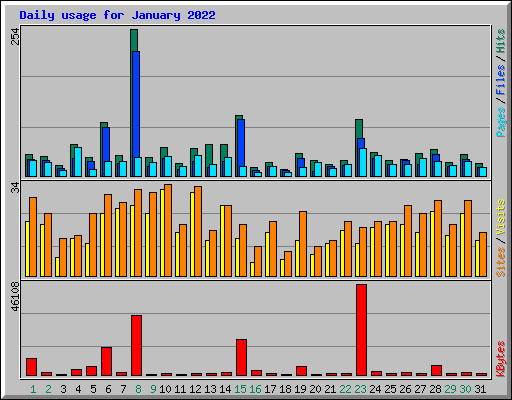 Daily usage for January 2022
254
Pages / Files / Hits
34
Sites / Visits
46108
KBytes
1 2 3 4 5 6 7 8 9 10 11 12 13 14 15 16 17 18 19 20 21 22 23 24 25 26 27 28 29 30 31